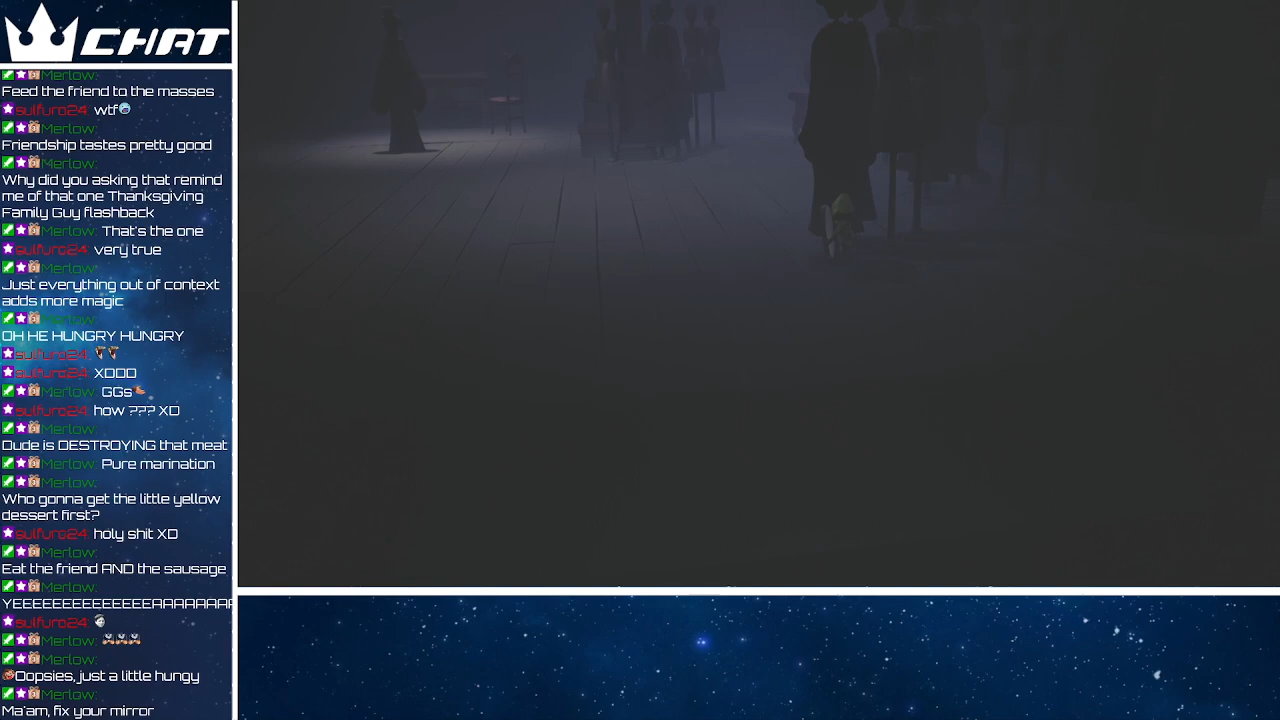 CHAT
Merlow:
Feed the friend to the masses
sulfuro24: wtf
Merlow:
Friendship tastes pretty good
Merlow:
Why did you asking that remind
me of that one Thanksgiving
Family Guy flashback
Merlow: That's the one
sulfuro24: very true
Merlow:
Just everything out of context
adds more magic
Merlow:
OH HE HUNGRY HUNGRY
sulfuro24:
sulfuro24: XDDD
Merlow: GGs
sulfuro24: how ??? XD
Merlow:
Dude is DESTROYING that meat
Merlow: Pure marination
Merlow:
Who gonna get the little yellow
dessert first?
sulfuro24: holy shit XD
Merlow:
Eat the friend AND the sausage
Merlow:
YEEEEEEEEEEEEEEAAAAAAAA
sulfuro24:
Merlow:
Merlow:
Oopsies, just a little hungy
Merlow:
Ma'am, fix your mirror